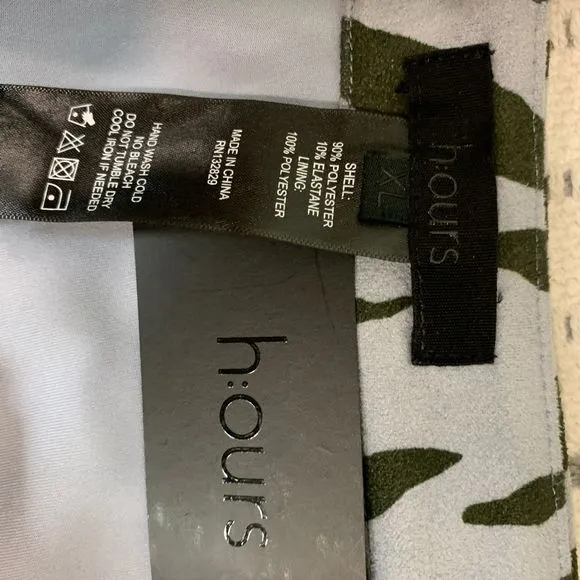 h:ours
XL
SHELL:
90% POLYESTER
10% ELASTANE
LINING:
100% POLYESTER
MADE IN CHINA
RN132829
HAND WASH COLD
NO BLEACH
DO NOT TUMBLE DRY
COOL IRON IF NEEDED
h:ours